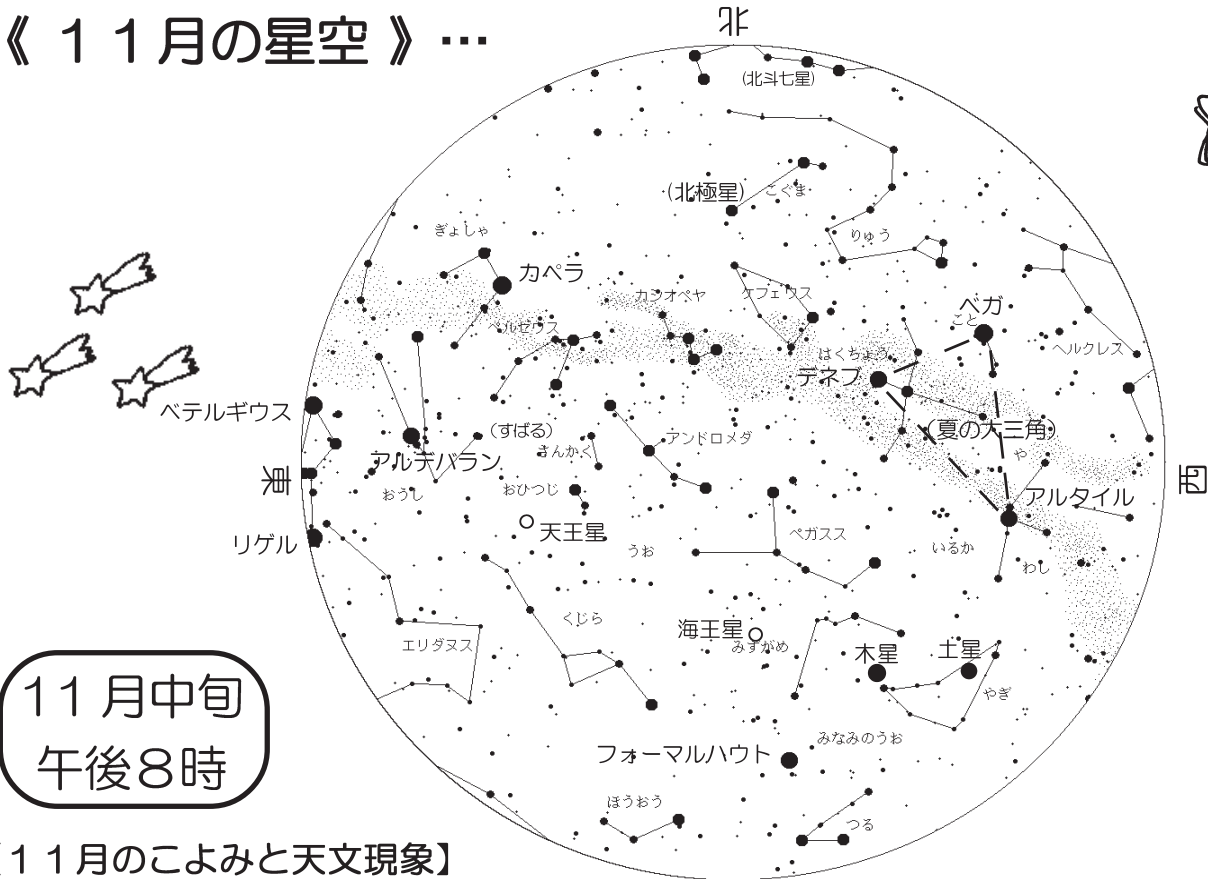 《 11月の星空 》…
北
(北斗七星)
(北極星)
こぐま
りゅう
ぎょしゃ
カペラ
カシオペヤ
ケフェウス
ベガ
こと
ペルセウス
はくちょう
ヘルクレス
デネブ
ベテルギウス
(すばる)
アンドロメダ
(夏の大三角)
さんかく
アルデバラン
や
東
おうし
おひつじ
アルタイル
西
天王星
ペガスス
リゲル
うお
いるか
わし
くじら
海王星
エリダヌス
みずがめ
木星
土星
やぎ
11月中旬
午後8時
みなみのうお
フォーマルハウト
ほうおう
つる
【11月のこよみと天文現象】